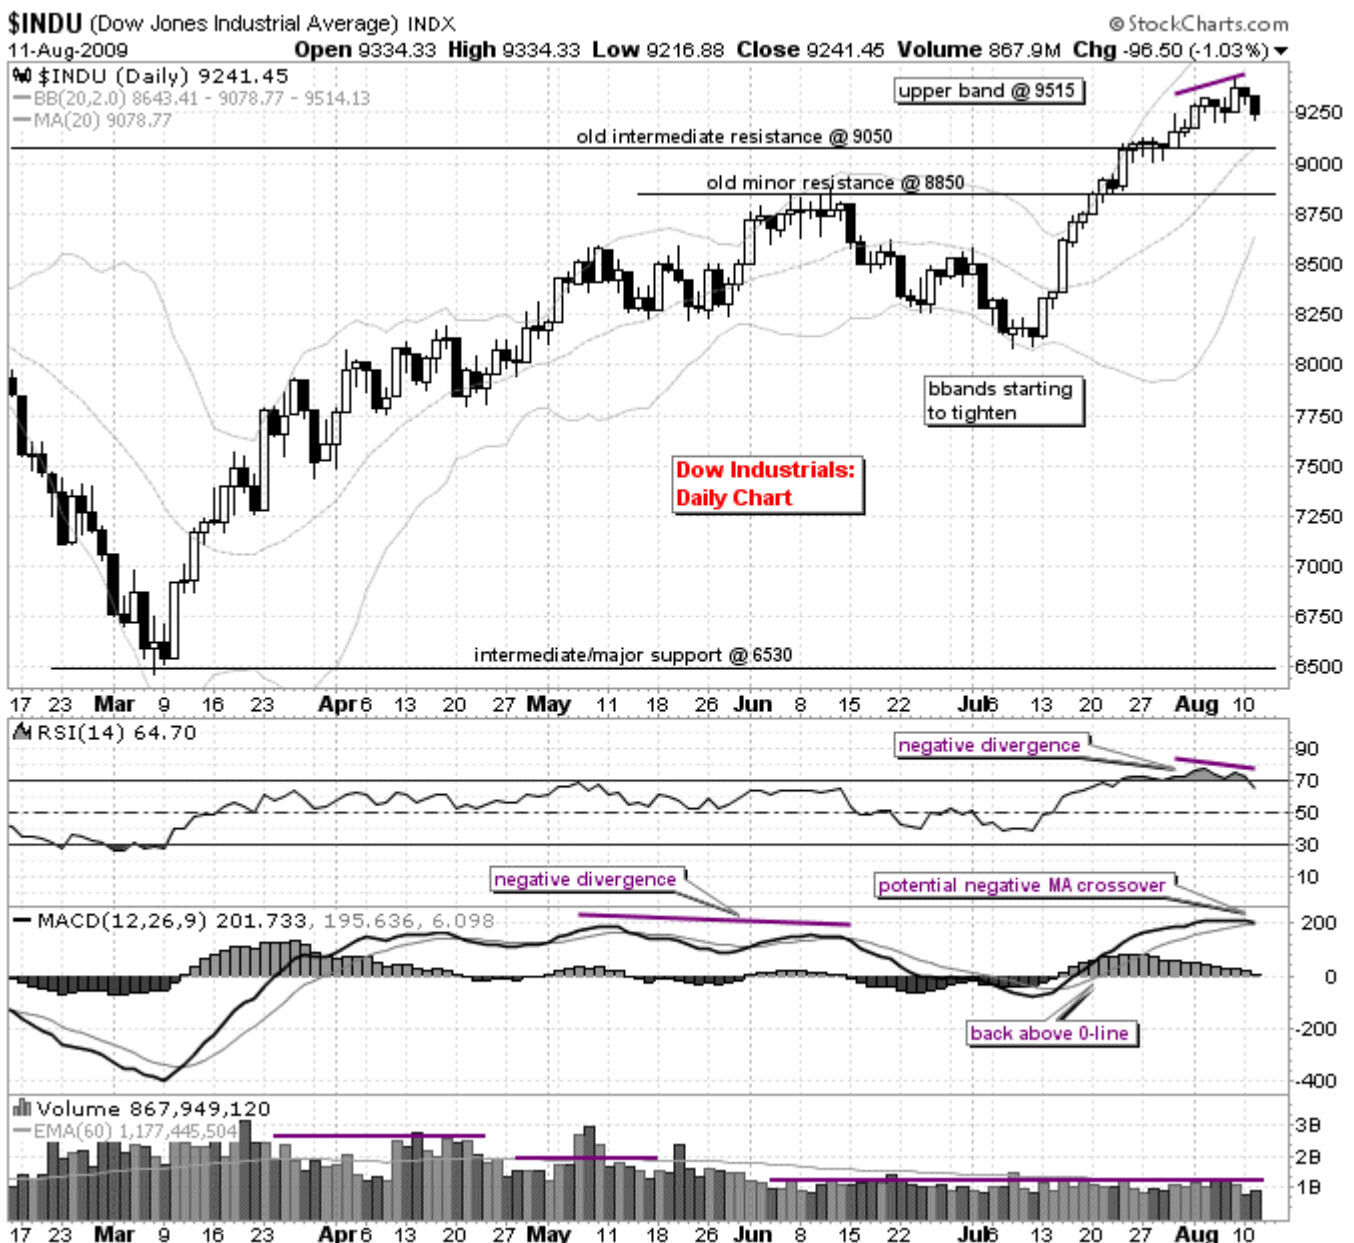 $INDU (Dow Jones Industrial Average) INDX
© StockCharts.com
11-Aug-2009
Open 9334.33 High 9334.33 Low 9216.88 Close 9241.45 Volume 867.9M Chg -96.50 (-1.03%)
$INDU (Daily) 9241.45
BB(20,2.0) 8643.41 - 9078.77 - 9514.13
MA(20) 9078.77
upper band @ 9515
old intermediate resistance @ 9050
old minor resistance @ 8850
bbands starting
to tighten
Dow Industrials:
Daily Chart
intermediate/major support @ 6530
9250
9000
8750
8500
8250
8000
7750
7500
7250
7000
6750
6500
17 23 Mar 9 16 23 Apr 6 13 20 27 May 11 18 26 Jun 8 15 22 Jul 6 13 20 27 Aug 10
RSI(14) 64.70
negative divergence
90
70
50
30
10
negative divergence
potential negative MA crossover
MACD(12,26,9) 201.733, 195.636, 6.098
200
0
-200
-400
back above 0-line
Volume 867,949,120
EMA(60) 1,177,445,504
3B
2B
1B
17 23 Mar 9 16 23 Apr 6 13 20 27 May 11 18 26 Jun 8 15 22 Jul 6 13 20 27 Aug 10